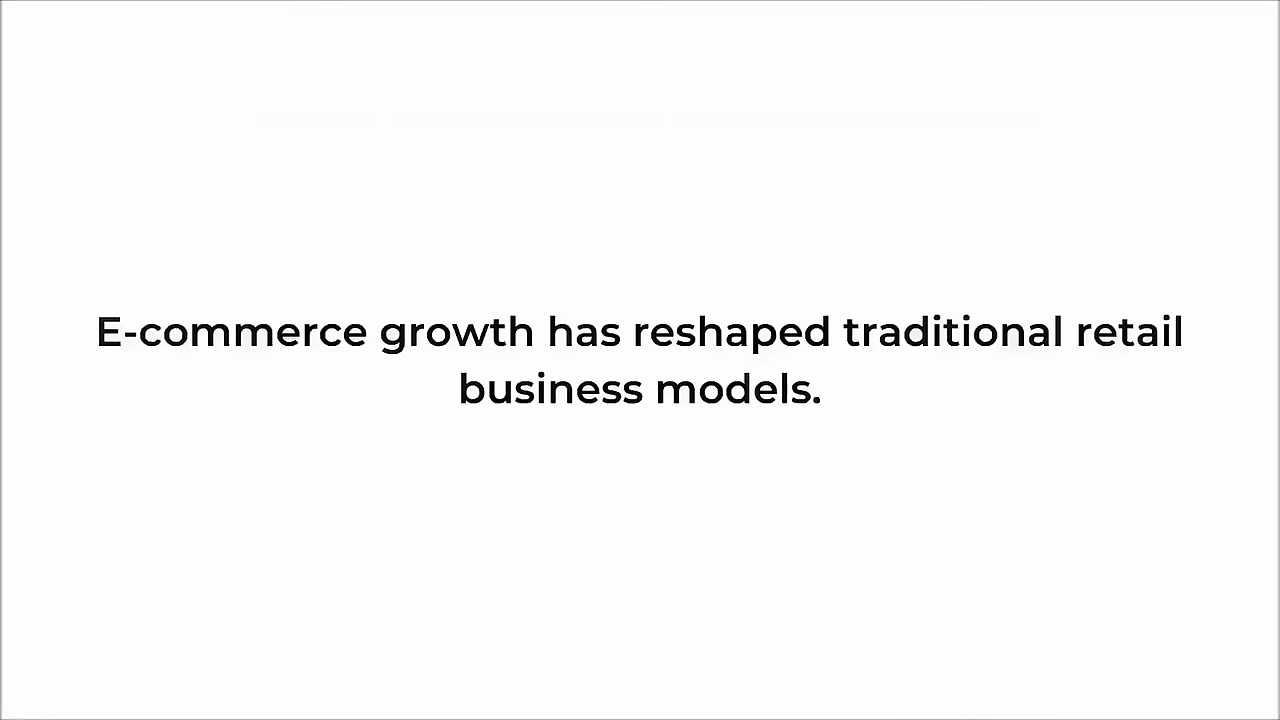 E-commerce growth has reshaped traditional retail
business models.